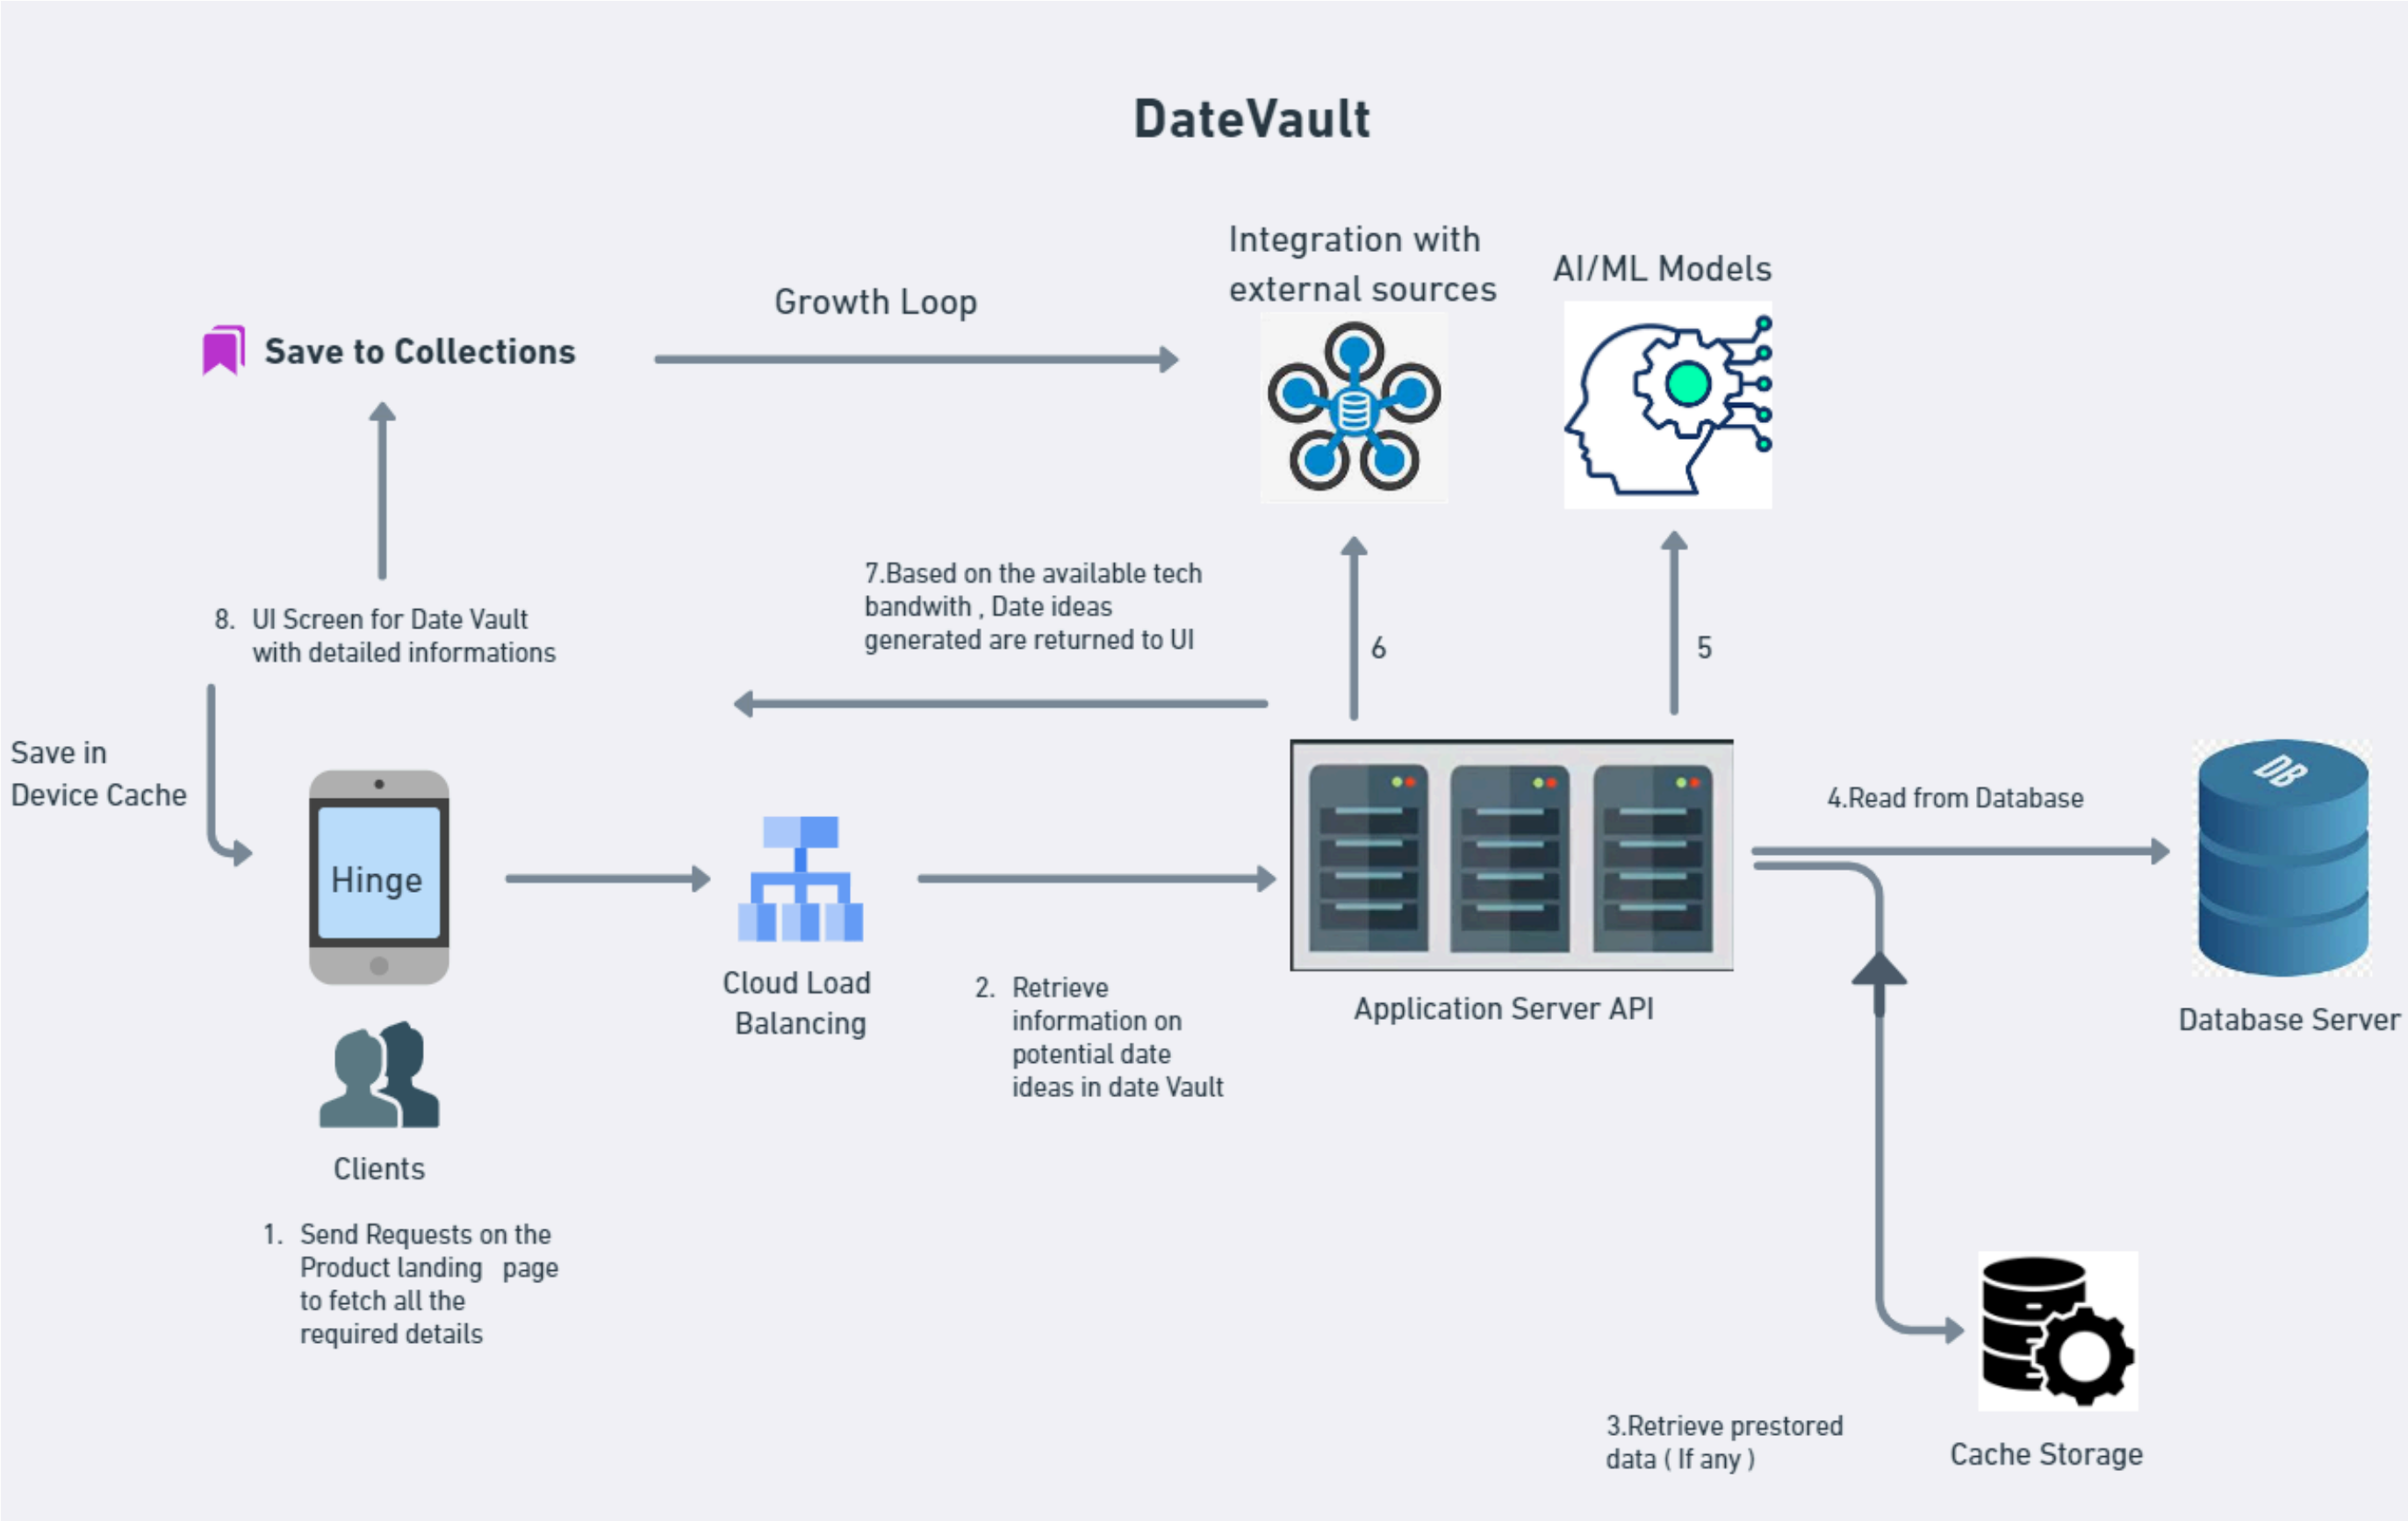 DateVault
Integration with
external sources
AI/ML Models
Growth Loop
Save to Collections
7.Based on the available tech
bandwith , Date ideas
generated are returned to UI
6
5
8. UI Screen for Date Vault
with detailed informations
Save in
Device Cache
Hinge
4.Read from Database
DB
Cloud Load
Balancing
2. Retrieve
information on
potential date
ideas in date Vault
Application Server API
Database Server
Clients
1. Send Requests on the
Product landing page
to fetch all the
required details
3.Retrieve prestored
data ( If any )
Cache Storage